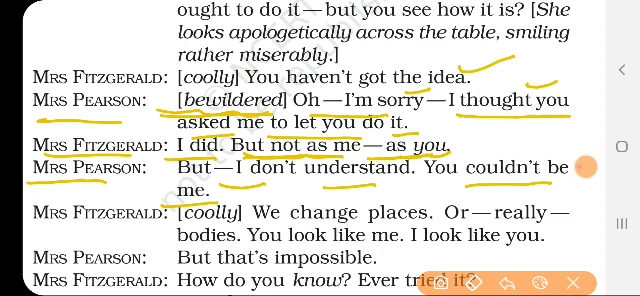 ought to do it—but you see how it is? [She
looks apologetically across the table, smiling
rather miserably.]
MRS FITZGERALD: [coolly] You haven't got the idea.
MRS PEARSON: [bewildered] Oh—I'm sorry—I thought you
asked me to let you do it.
MRS FITZGERALD: I did. But not as me—as you.
MRS PEARSON: But—I don't understand. You couldn't be
me.
MRS FITZGERALD: [coolly] We change places. Or—really—
bodies. You look like me. I look like you.
MRS PEARSON: But that's impossible.
MRS FITZGERALD: How do you know? Ever tried it?